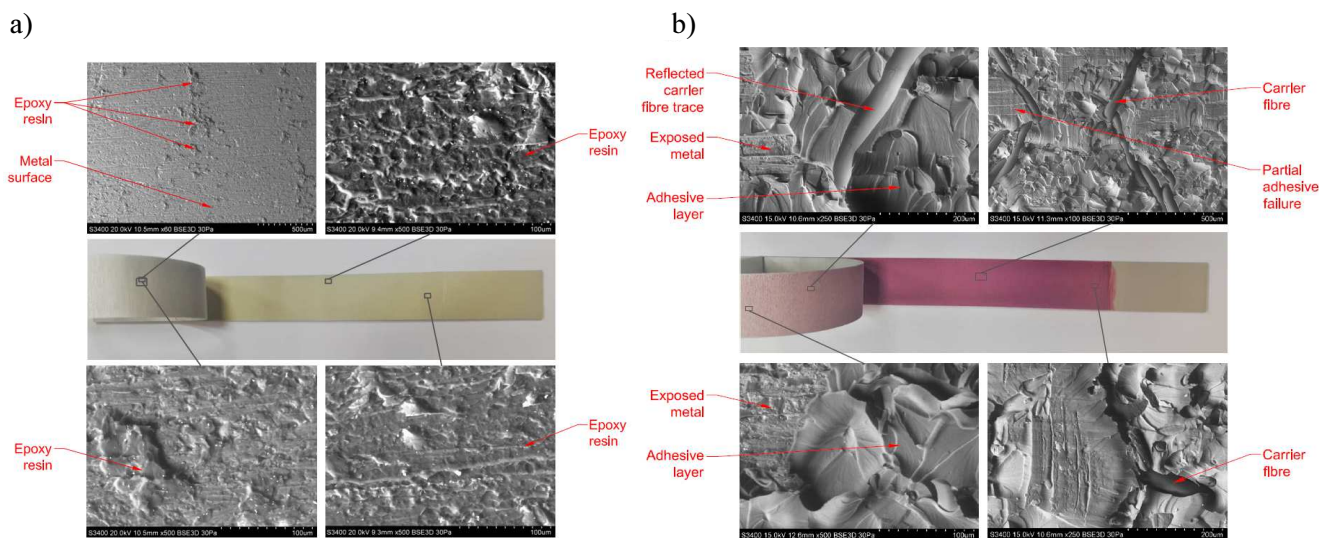 a)
b)
Epoxy
resin
Metal
surface
Epoxy
resin
S3400 20.0kV 10.5mm x60 BSE3D 30Pa
500um
S3400 20.0kV 9.4mm x500 BSE3D 30Pa
100um
Epoxy
resin
Epoxy
resin
S3400 20.0kV 10.5mm x500 BSE3D 30Pa
100um
S3400 20.0kV 9.3mm x500 BSE3D 30Pa
100um
Reflected
carrier
fibre trace
Exposed
metal
Adhesive
layer
Carrier
fibre
Partial
adhesive
failure
S3400 15.0kV 10.6mm x250 BSE3D 30Pa
200um
S3400 15.0kV 11.3mm x100 BSE3D 30Pa
500um
Exposed
metal
Adhesive
layer
Carrier
fibre
S3400 15.0kV 12.6mm x500 BSE3D 30Pa
100um
S3400 15.0kV 10.6mm x250 BSE3D 30Pa
200um